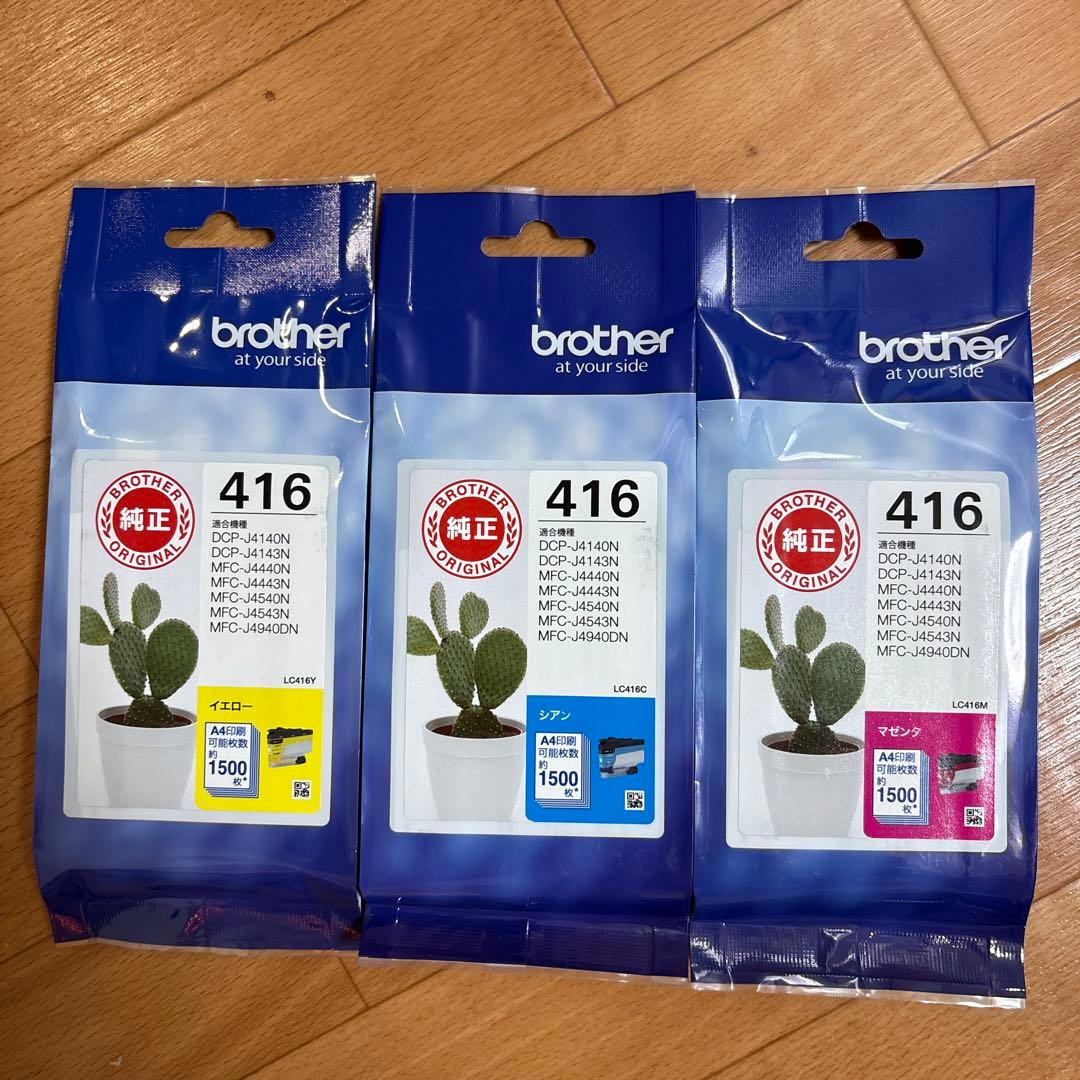 brother
at your side
BROTHER
純正
ORIGINAL
416
適合機種
DCP-J4140N
DCP-J4143N
MFC-J4440N
MFC-J4443N
MFC-J4540N
MFC-J4543N
MFC-J4940DN
LC416Y
イエロー
A4印刷
可能枚数
約
1500
枚*
brother
at your side
BROTHER
純正
ORIGINAL
416
適合機種
DCP-J4140N
DCP-J4143N
MFC-J4440N
MFC-J4443N
MFC-J4540N
MFC-J4543N
MFC-J4940DN
LC416C
シアン
A4印刷
可能枚数
約
1500
枚*
brother
at your side
BROTHER
純正
ORIGINAL
416
適合機種
DCP-J4140N
DCP-J4143N
MFC-J4440N
MFC-J4443N
MFC-J4540N
MFC-J4543N
MFC-J4940DN
LC416M
マゼンタ
A4印刷
可能枚数
約
1500
枚*